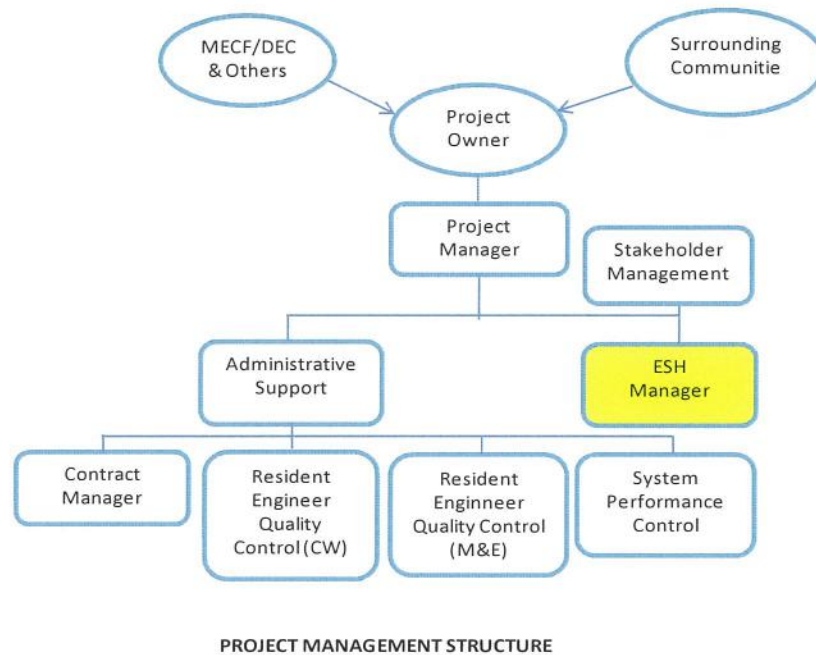 MECF/DEC
& Others
Surrounding
Communitie
Project
Owner
Project
Manager
Stakeholder
Management
Administrative
Support
ESH
Manager
Contract
Manager
Resident
Engineer
Quality
Control (CW)
Resident
Enginneer
Quality Control
(M&E)
System
Performance
Control
PROJECT MANAGEMENT STRUCTURE